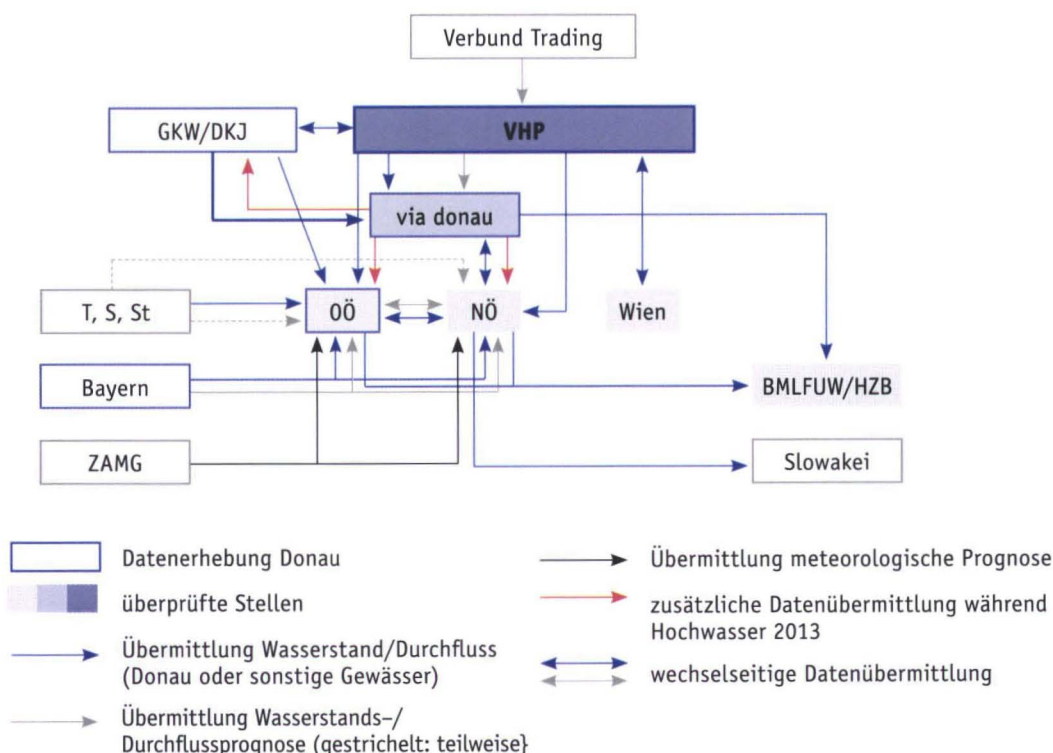 Verbund Trading
GKW/DKJ
VHP
via donau
T, S, St
OÖ
NÖ
Wien
Bayern
BMLFUW/HZB
ZAMG
Slowakei
Datenerhebung Donau
überprüfte Stellen
Übermittlung Wasserstand/Durchfluss
(Donau oder sonstige Gewässer)
Übermittlung Wasserstands-/
Durchflussprognose (gestrichelt: teilweise}
Übermittlung meteorologische Prognose
zusätzliche Datenübermittlung während
Hochwasser 2013
wechselseitige Datenübermittlung